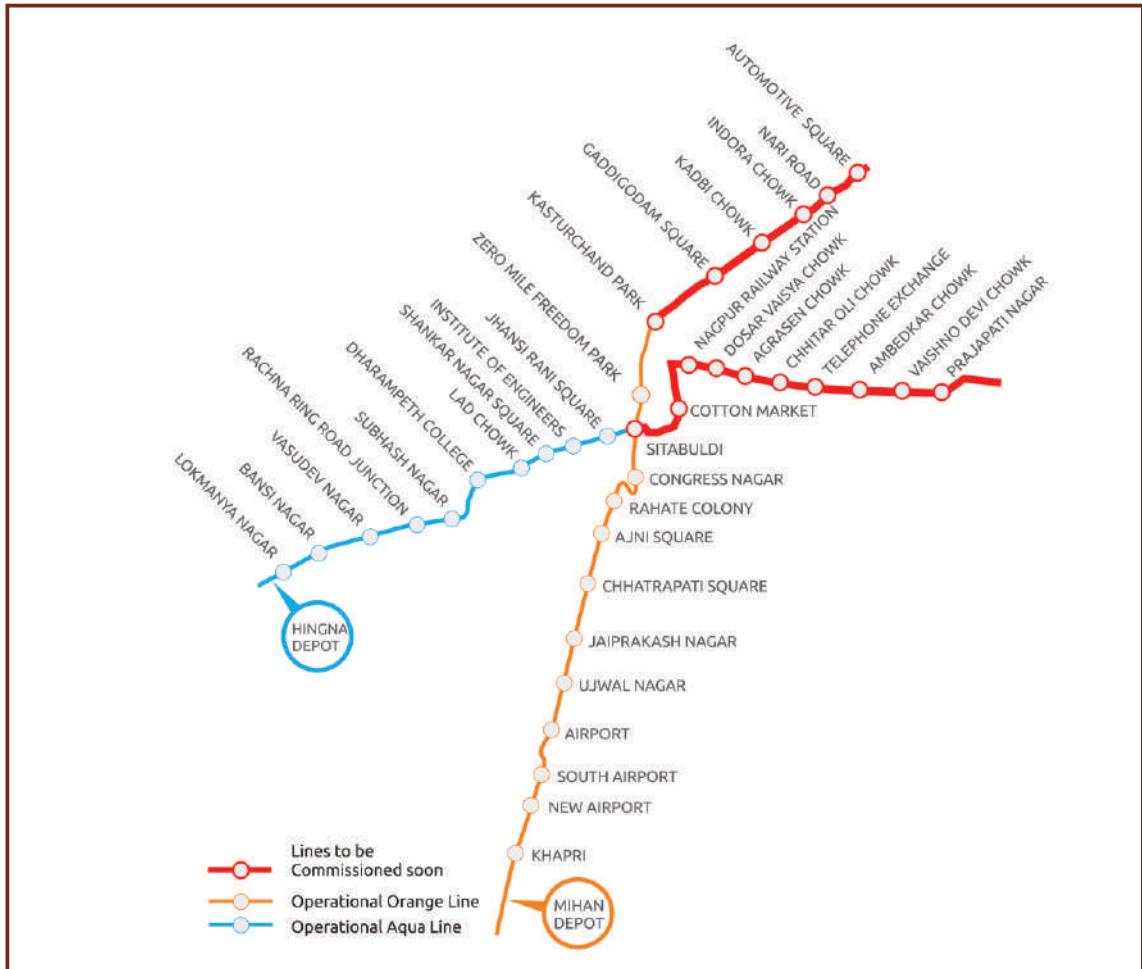 AUTOMOTIVE SQUARE
NARI ROAD
INDORA CHOWK
KADBI CHOWK
GADDIGODAM SQUARE
KASTURCHAND PARK
ZERO MILE FREEDOM PARK
NAGPUR RAILWAY STATION
DOSAR VAISYA CHOWK
AGRASEN CHOWK
CHHITAR OLI CHOWK
TELEPHONE EXCHANGE
AMBEDKAR CHOWK
VAISHNO DEVI CHOWK
PRAJAPATI NAGAR
COTTON MARKET
SITABULDI
JHANSI RANI SQUARE
INSTITUTE OF ENGINEERS
SHANKAR NAGAR SQUARE
LAD CHOWK
DHARAMPETH COLLEGE
SUBHASH NAGAR
RACHNA RING ROAD JUNCTION
VASUDEV NAGAR
BANSI NAGAR
LOKMANYA NAGAR
HINGNA
DEPOT
CONGRESS NAGAR
RAHATE COLONY
AJNI SQUARE
CHHATRAPATI SQUARE
JAIPRAKASH NAGAR
UJWAL NAGAR
AIRPORT
SOUTH AIRPORT
NEW AIRPORT
KHAPRI
MIHAN
DEPOT
Lines to be
Commissioned soon
Operational Orange Line
Operational Aqua Line